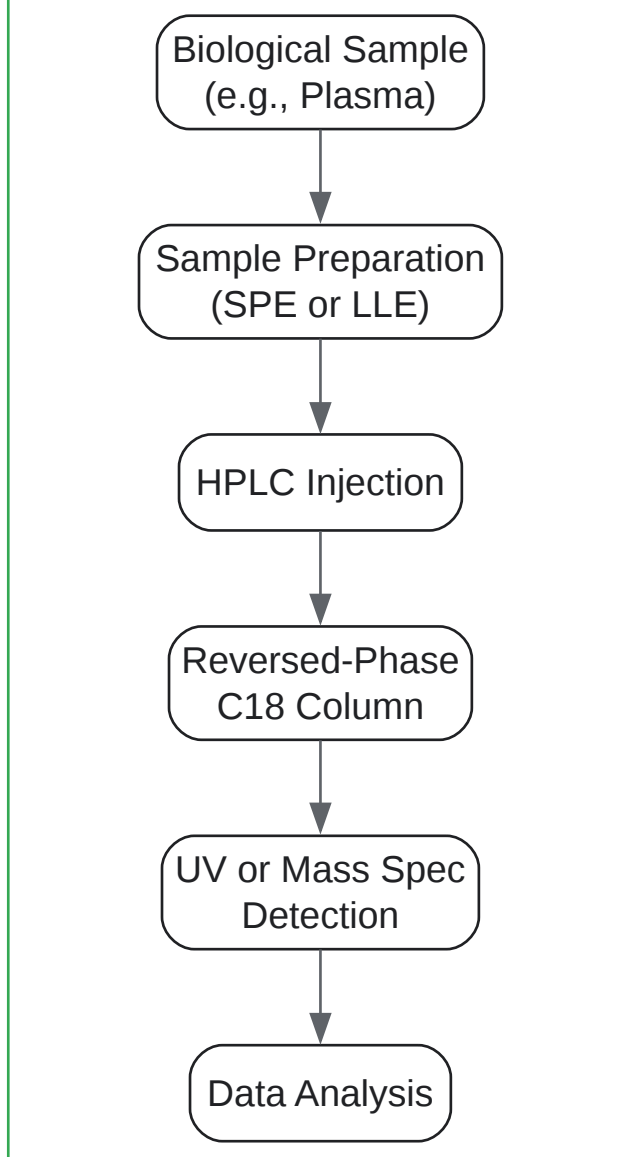 Biological Sample
(e.g., Plasma)
Sample Preparation
(SPE or LLE)
HPLC Injection
Reversed-Phase
C18 Column
UV or Mass Spec
Detection
Data Analysis